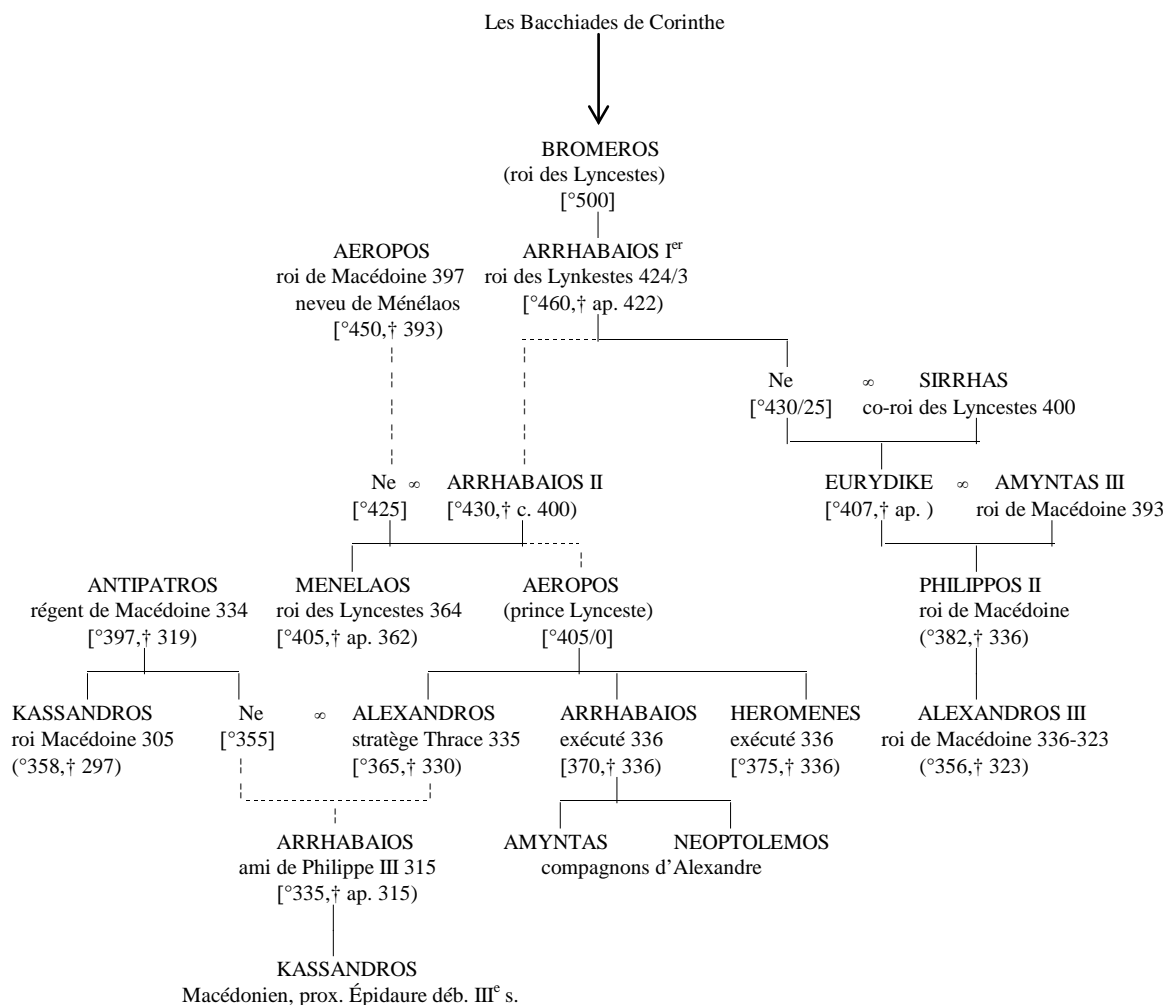 Les Bacchiades de Corinthe
BROMEROS
(roi des Lyncestes)
[°500]
AEROPOS ARRHABAIOS Ier
roi de Macédoine 397 roi des Lynkestes 424/3
neveu de Ménélaos [°460,† ap. 422)
[°450,† 393)
Ne ∞ SIRRHAS
[°430/25] co-roi des Lyncestes 400
Ne ∞ ARRHABAIOS II EURYDIKE ∞ AMYNTAS III
[°425] [°430,† c. 400) [°407,† ap. ) roi de Macédoine 393
ANTIPATROS MENELAOS AEROPOS PHILIPPOS II
régent de Macédoine 334 roi des Lyncestes 364 (prince Lynceste) roi de Macédoine
[°397,† 319) [°405,† ap. 362) [°405/0] (°382,† 336)
KASSANDROS Ne ∞ ALEXANDROS ARRHABAIOS HEROMENES ALEXANDROS III
roi Macédoine 305 [°355] stratège Thrace 335 exécuté 336 exécuté 336 roi de Macédoine 336-323
(°358,† 297) [°365,† 330) [370,† 336) [°375,† 336) (°356,† 323)
ARRHABAIOS AMYNTAS NEOPTOLEMOS
ami de Philippe III 315 compagnons d’Alexandre
[°335,† ap. 315)
KASSANDROS
Macédonien, prox. Épidaure déb. IIIe s.